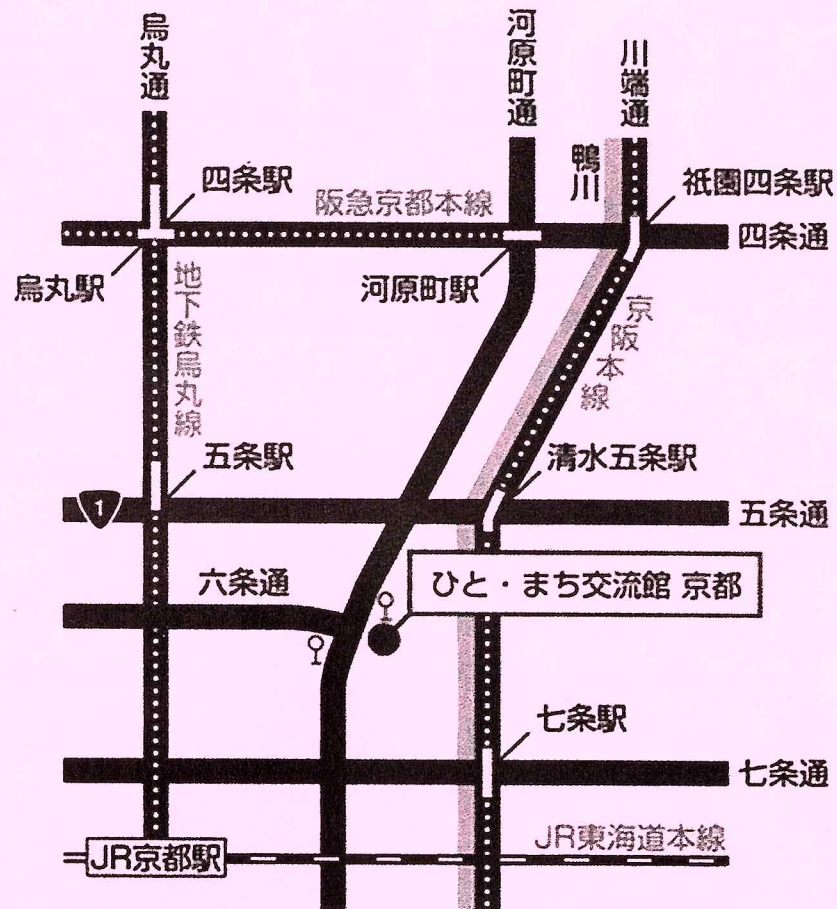 烏丸通
河原町通
川端通
鴨川
四条駅
阪急京都本線
祇園四条駅
四条通
烏丸駅
河原町駅
地下鉄烏丸線
京阪本線
五条駅
清水五条駅
1
五条通
六条通
ひと・まち交流館 京都
七条駅
七条通
JR東海道本線
JR京都駅